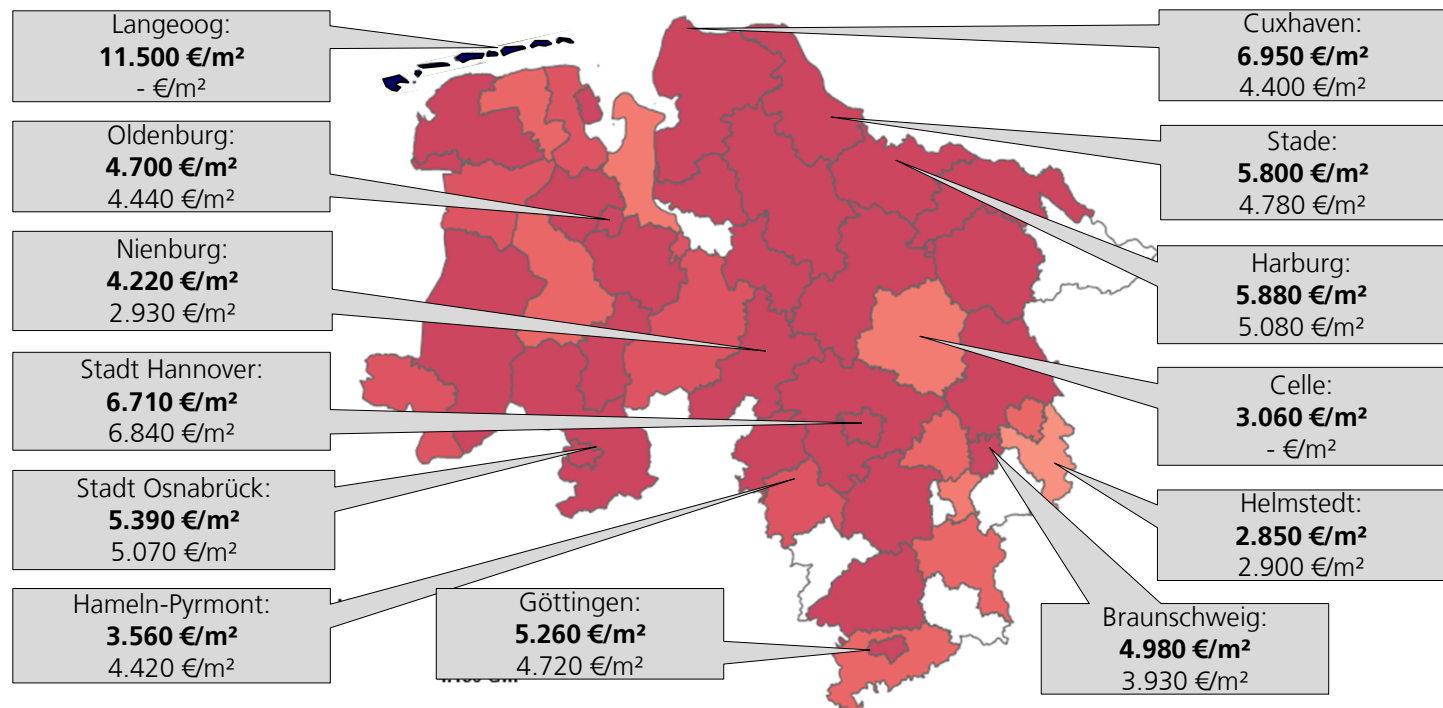 Langeoog:
11.500 €/m²
- €/m²
Oldenburg:
4.700 €/m²
4.440 €/m²
Nienburg:
4.220 €/m²
2.930 €/m²
Stadt Hannover:
6.710 €/m²
6.840 €/m²
Stadt Osnabrück:
5.390 €/m²
5.070 €/m²
Hameln-Pyrmont:
3.560 €/m²
4.420 €/m²
Göttingen:
5.260 €/m²
4.720 €/m²
Cuxhaven:
6.950 €/m²
4.400 €/m²
Stade:
5.800 €/m²
4.780 €/m²
Harburg:
5.880 €/m²
5.080 €/m²
Celle:
3.060 €/m²
- €/m²
Helmstedt:
2.850 €/m²
2.900 €/m²
Braunschweig:
4.980 €/m²
3.930 €/m²